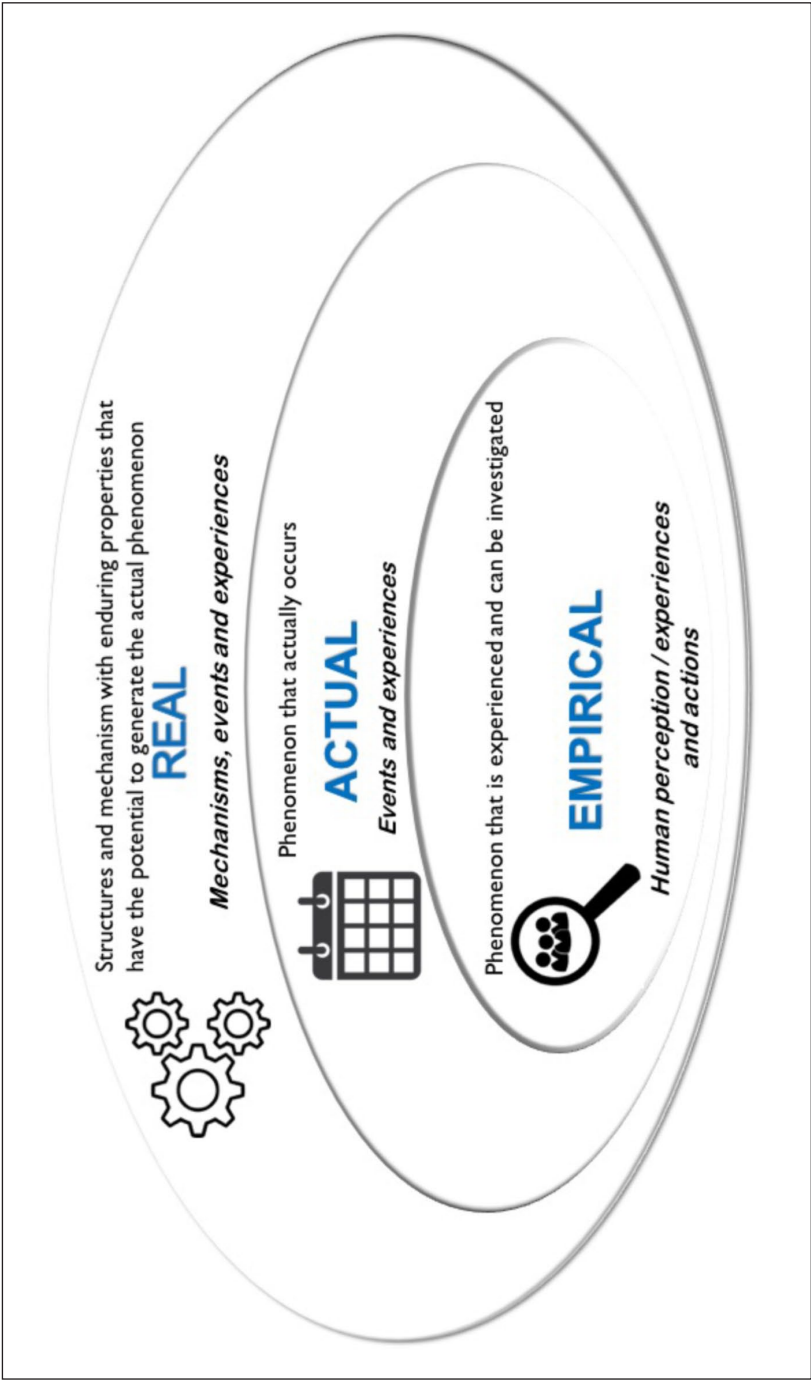 Structures and mechanism with enduring properties that
have the potential to generate the actual phenomenon
REAL
Mechanisms, events and experiences
Phenomenon that actually occurs
ACTUAL
Events and experiences
Phenomenon that is experienced and can be investigated
EMPIRICAL
Human perception / experiences
and actions